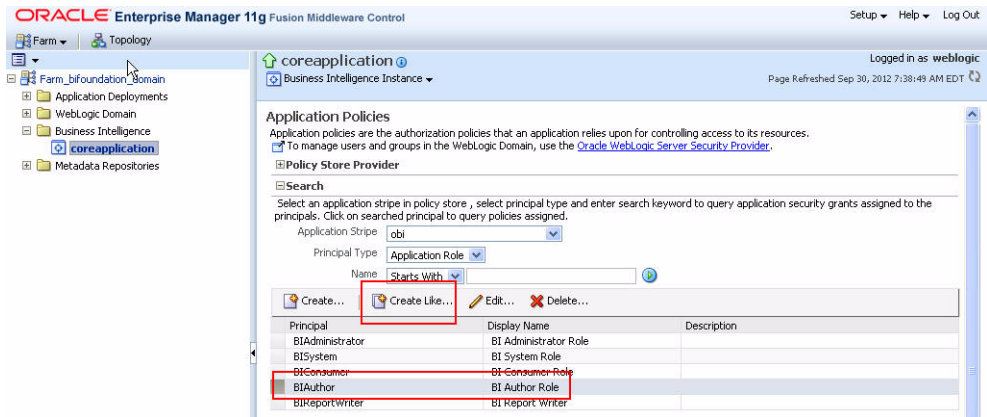 ORACLE Enterprise Manager 11g Fusion Middleware Control
Setup Help Log Out
Farm Topology
Farm_bifoundation_domain
Application Deployments
WebLogic Domain
Business Intelligence
coreapplication
Metadata Repositories
coreapplication
Logged in as weblogic
Business Intelligence Instance
Page Refreshed Sep 30, 2012 7:38:49 AM EDT
Application Policies
Application policies are the authorization policies that an application relies upon for controlling access to its resources.
To manage users and groups in the WebLogic Domain, use the Oracle WebLogic Server Security Provider.
Policy Store Provider
Search
Select an application stripe in policy store , select principal type and enter search keyword to query application security grants assigned to the
principals. Click on searched principal to query policies assigned.
Application Stripe obi
Principal Type Application Role
Name Starts With
Create... Create Like... Edit... Delete...
Principal Display Name Description
BIAdministrator BI Administrator Role
BISystem BI System Role
BIConsumer BI Consumer Role
BIAuthor BI Author Role
BIReportWriter BI Report Writer